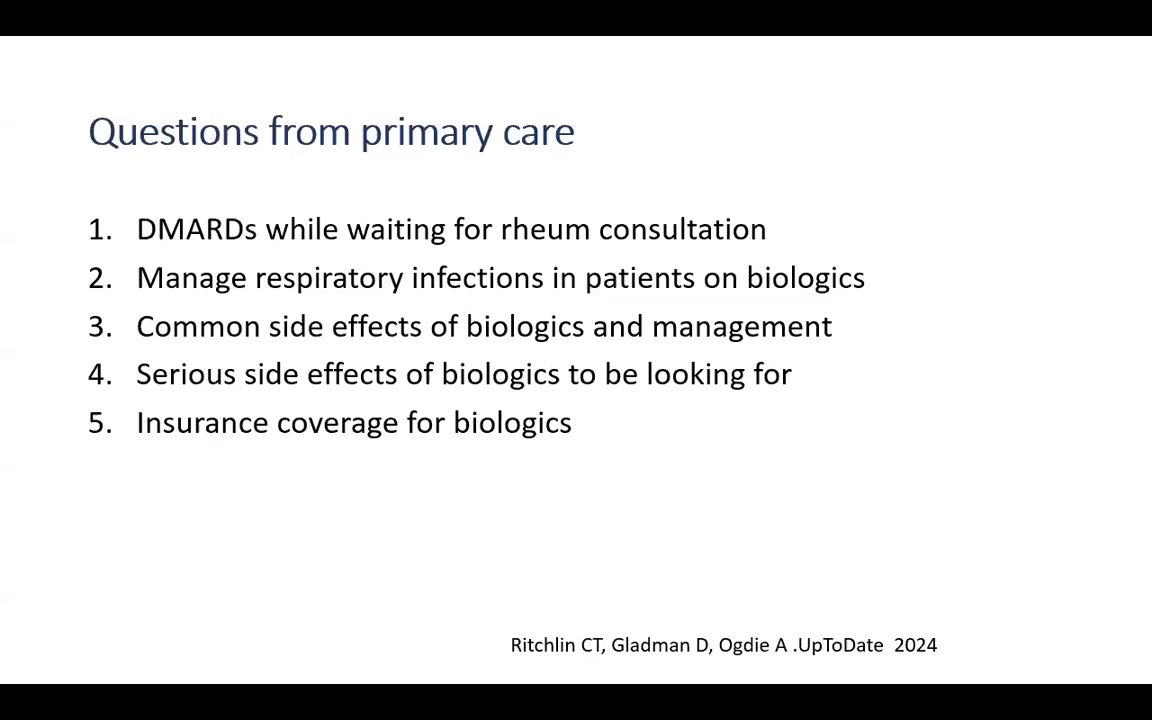 Questions from primary care
1. DMARDs while waiting for rheum consultation
2. Manage respiratory infections in patients on biologics
3. Common side effects of biologics and management
4. Serious side effects of biologics to be looking for
5. Insurance coverage for biologics
Ritchlin CT, Gladman D, Ogdie A .UpToDate 2024